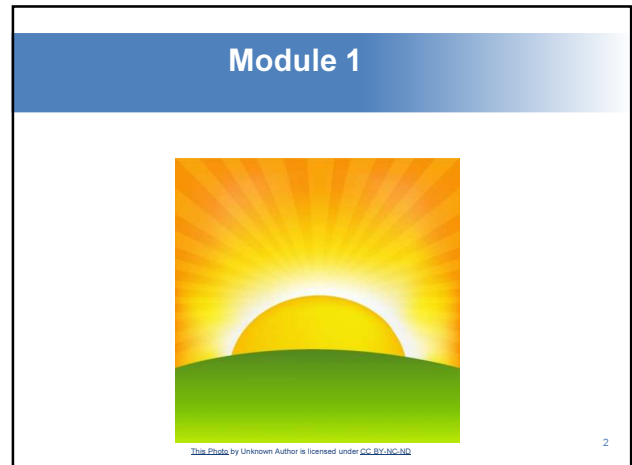 Module 1
This Photo by Unknown Author is licensed under CC BY-NC-ND
2